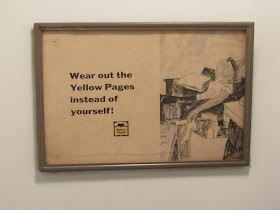 Wear out the
Yellow Pages
instead of
yourself!